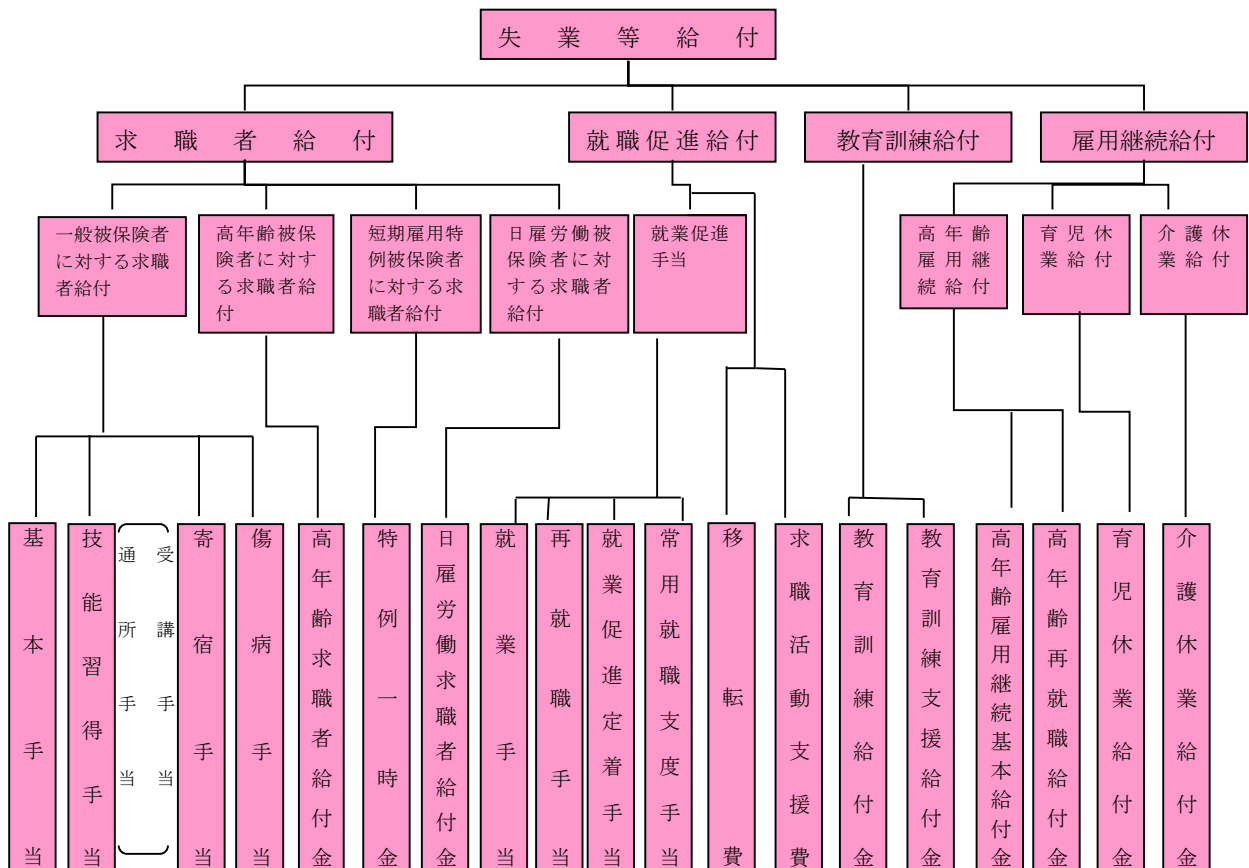 失業等給付
求職者給付
就職促進給付
教育訓練給付
雇用継続給付
一般被保険者
に対する求職
者給付
高年齢被保
険者に対す
る求職者給
付
短期雇用特
例被保険者
に対する求
職者給付
日雇労働被
保険者に対
する求職者
給付
就業促進
手当
高年齢
雇用継
続給付
育児休
業給付
介護休
業給付
基本手当
技能習得手当
受講手当
通所手当
寄宿手当
傷病手当
高年齢求職者給付金
特例一時金
日雇労働求職者給付金
就業手当
再就職手当
就業促進定着手当
常用就職支度手当
移転費
求職活動支援費
教育訓練給付金
教育訓練支援給付金
高年齢雇用継続基本給付金
高年齢再就職給付金
育児休業給付金
介護休業給付金